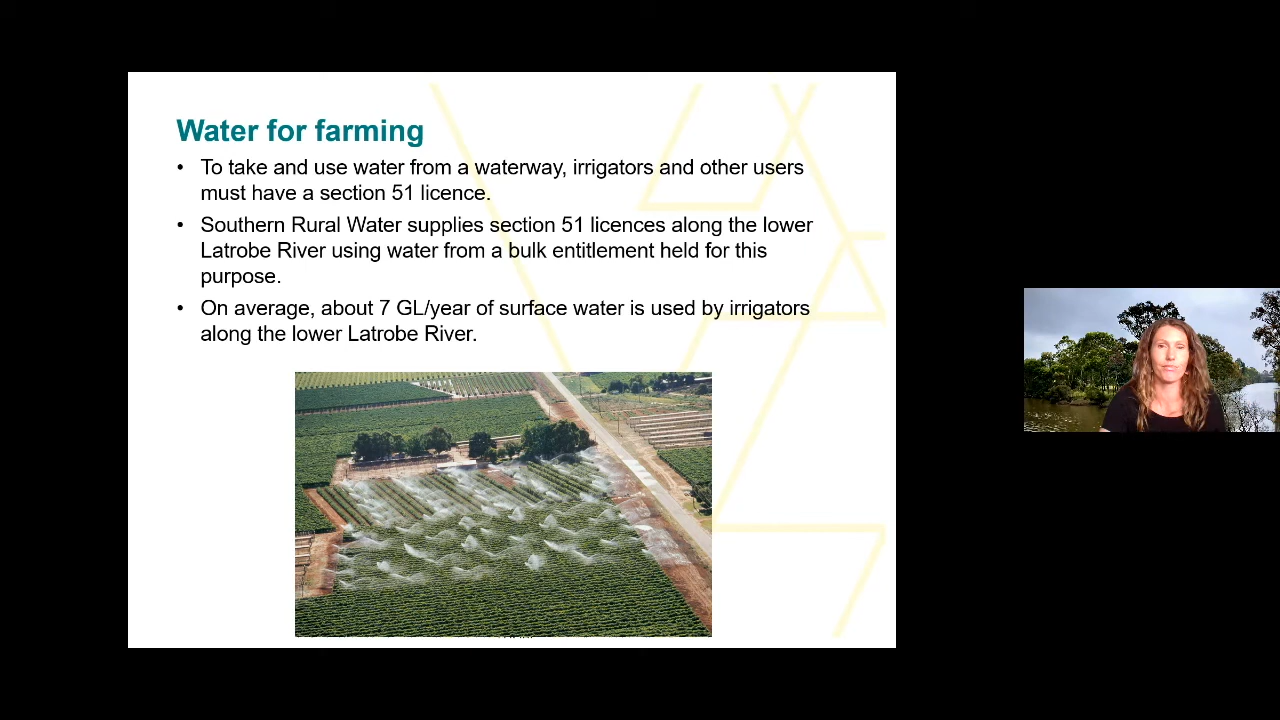 Water for farming
• To take and use water from a waterway, irrigators and other users
must have a section 51 licence.
• Southern Rural Water supplies section 51 licences along the lower
Latrobe River using water from a bulk entitlement held for this
purpose.
• On average, about 7 GL/year of surface water is used by irrigators
along the lower Latrobe River.